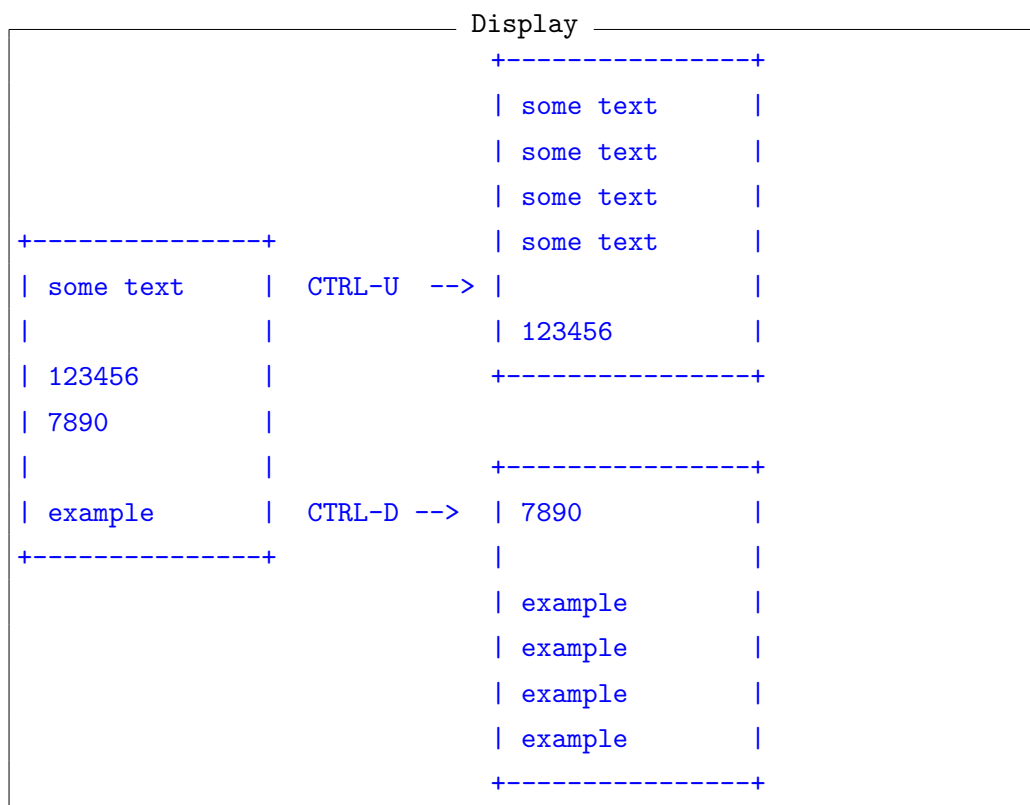 Display
                                +----------------+
                                | some text      |
                                | some text      |
                                | some text      |
+---------------+               | some text      |
| some text     |  CTRL-U  -->  |                |
|               |               | 123456         |
| 123456        |               +----------------+
| 7890          |
|               |               +----------------+
| example       |  CTRL-D -->   | 7890           |
+---------------+               |                |
                                | example        |
                                | example        |
                                | example        |
                                | example        |
                                +----------------+